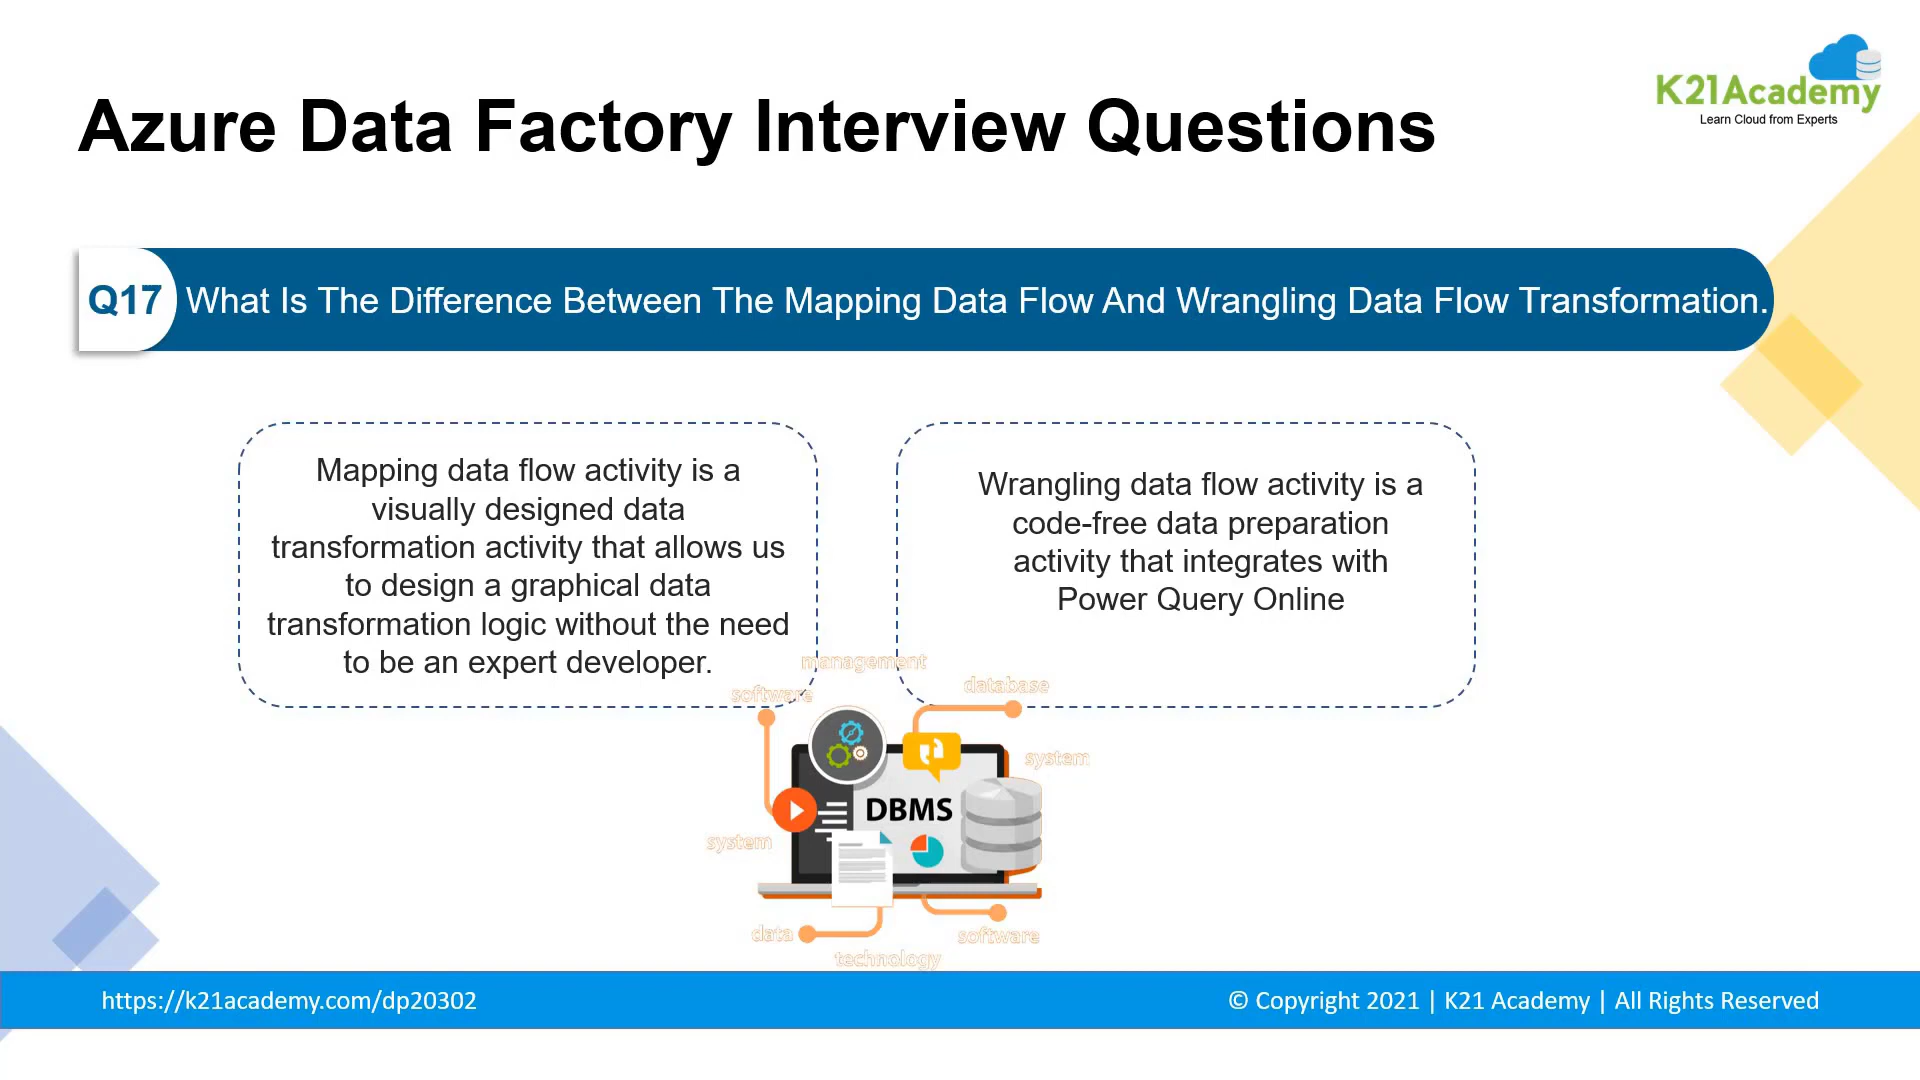 K21Academy
Learn Cloud from Experts
Azure Data Factory Interview Questions
Q17 What Is The Difference Between The Mapping Data Flow And Wrangling Data Flow Transformation.
Mapping data flow activity is a
visually designed data
transformation activity that allows us
to design a graphical data
transformation logic without the need
to be an expert developer.
Wrangling data flow activity is a
code-free data preparation
activity that integrates with
Power Query Online
management
software
database
system
DBMS
system
data
software
technology
https://k21academy.com/dp20302
© Copyright 2021 | K21 Academy | All Rights Reserved